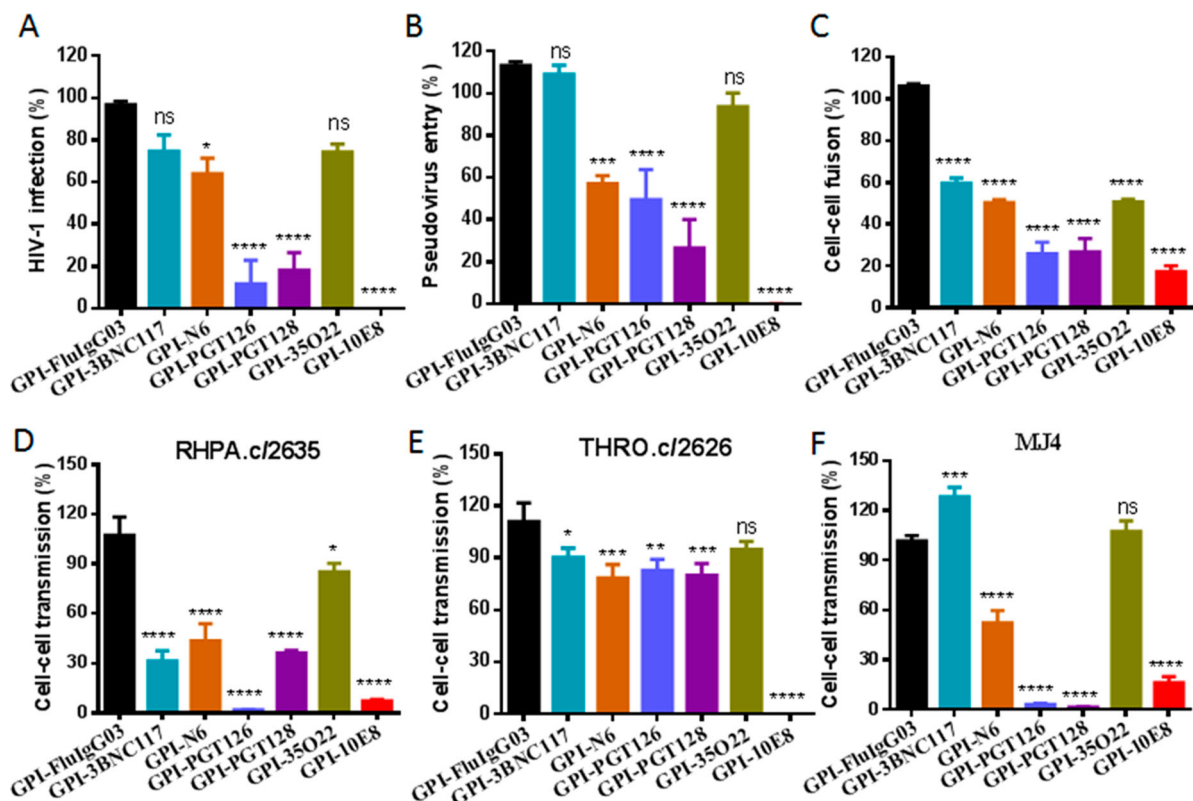 A
HIV-1 infection (%)
120
100
80
60
40
20
0
ns
*
****
****
ns
****
GPI-FluIgG03
GPI-3BNC117
GPI-N6
GPI-PGT126
GPI-PGT128
GPI-35O22
GPI-10E8
B
Pseudovirus entry (%)
120
100
80
60
40
20
0
ns
***
****
****
ns
****
GPI-FluIgG03
GPI-3BNC117
GPI-N6
GPI-PGT126
GPI-PGT128
GPI-35O22
GPI-10E8
C
Cell-cell fuison (%)
120
100
80
60
40
20
0
****
****
****
****
****
****
GPI-FluIgG03
GPI-3BNC117
GPI-N6
GPI-PGT126
GPI-PGT128
GPI-35O22
GPI-10E8
D
RHPA.c/2635
Cell-cell transmission (%)
150
120
90
60
30
0
****
****
****
****
*
****
GPI-FluIgG03
GPI-3BNC117
GPI-N6
GPI-PGT126
GPI-PGT128
GPI-35O22
GPI-10E8
E
THRO.c/2626
Cell-cell transmission (%)
150
120
90
60
30
0
*
***
**
***
ns
****
GPI-FluIgG03
GPI-3BNC117
GPI-N6
GPI-PGT126
GPI-PGT128
GPI-35O22
GPI-10E8
F
MJ4
Cell-cell transmission (%)
150
120
90
60
30
0
***
****
****
****
ns
****
GPI-FluIgG03
GPI-3BNC117
GPI-N6
GPI-PGT126
GPI-PGT128
GPI-35O22
GPI-10E8